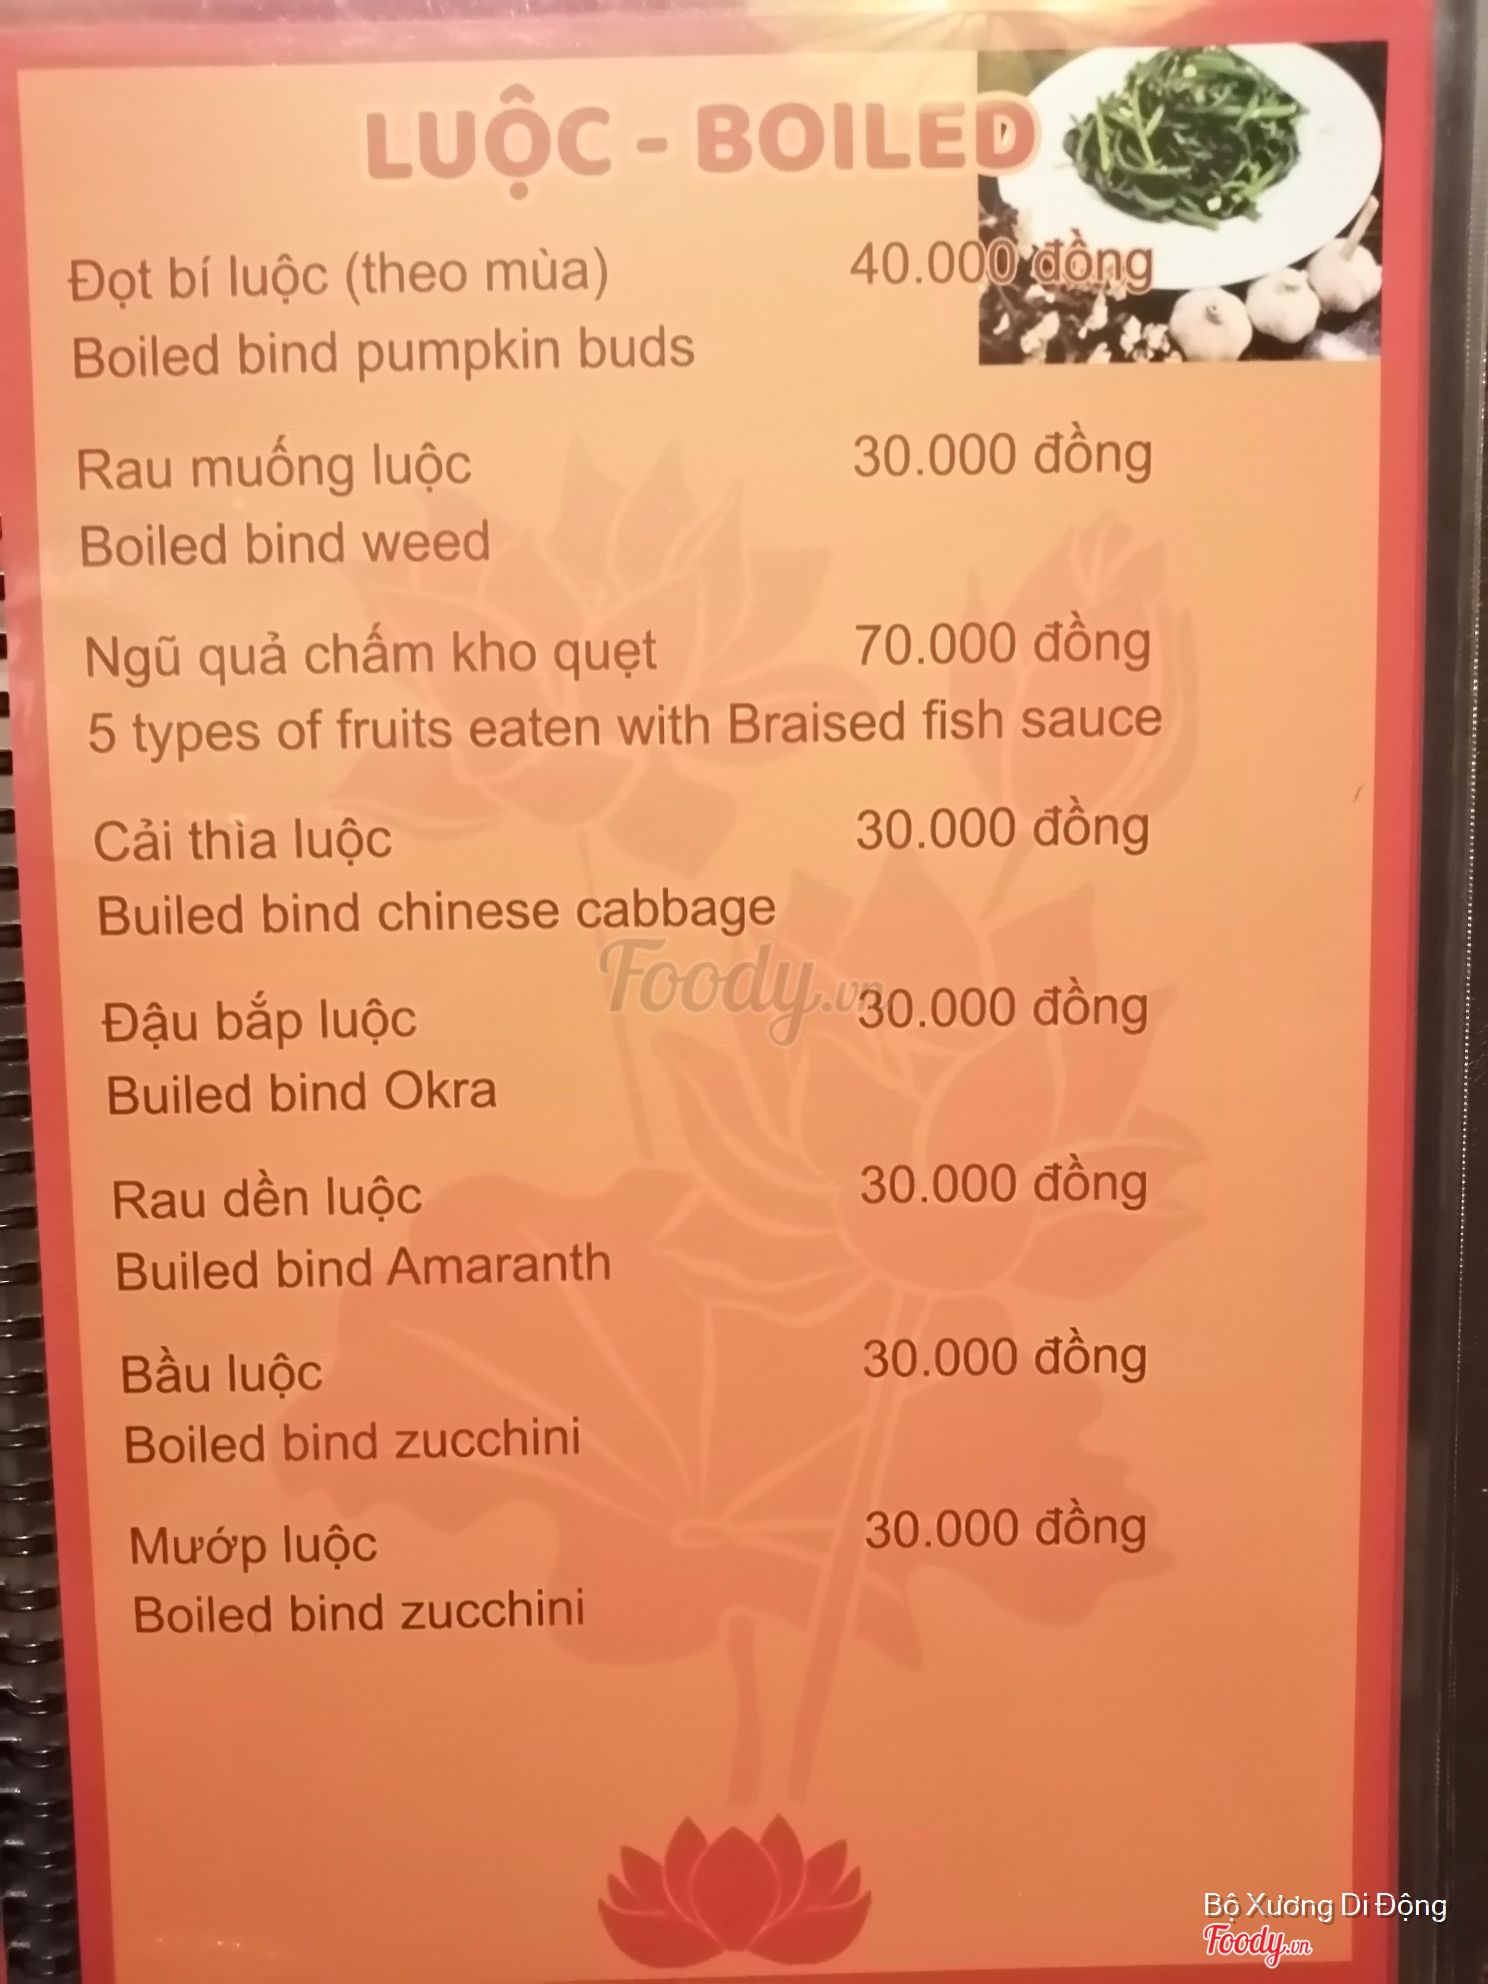 LUỘC - BOILED
Đọt bí luộc (theo mùa) 40.000 đồng
Boiled bind pumpkin buds
Rau muống luộc 30.000 đồng
Boiled bind weed
Ngũ quả chấm kho quẹt 70.000 đồng
5 types of fruits eaten with Braised fish sauce
Cải thìa luộc 30.000 đồng
Builed bind chinese cabbage
Foody.vn
Đậu bắp luộc 30.000 đồng
Builed bind Okra
Rau dền luộc 30.000 đồng
Builed bind Amaranth
Bầu luộc 30.000 đồng
Boiled bind zucchini
Mướp luộc 30.000 đồng
Boiled bind zucchini
Bộ Xương Di Động
Foody.vn